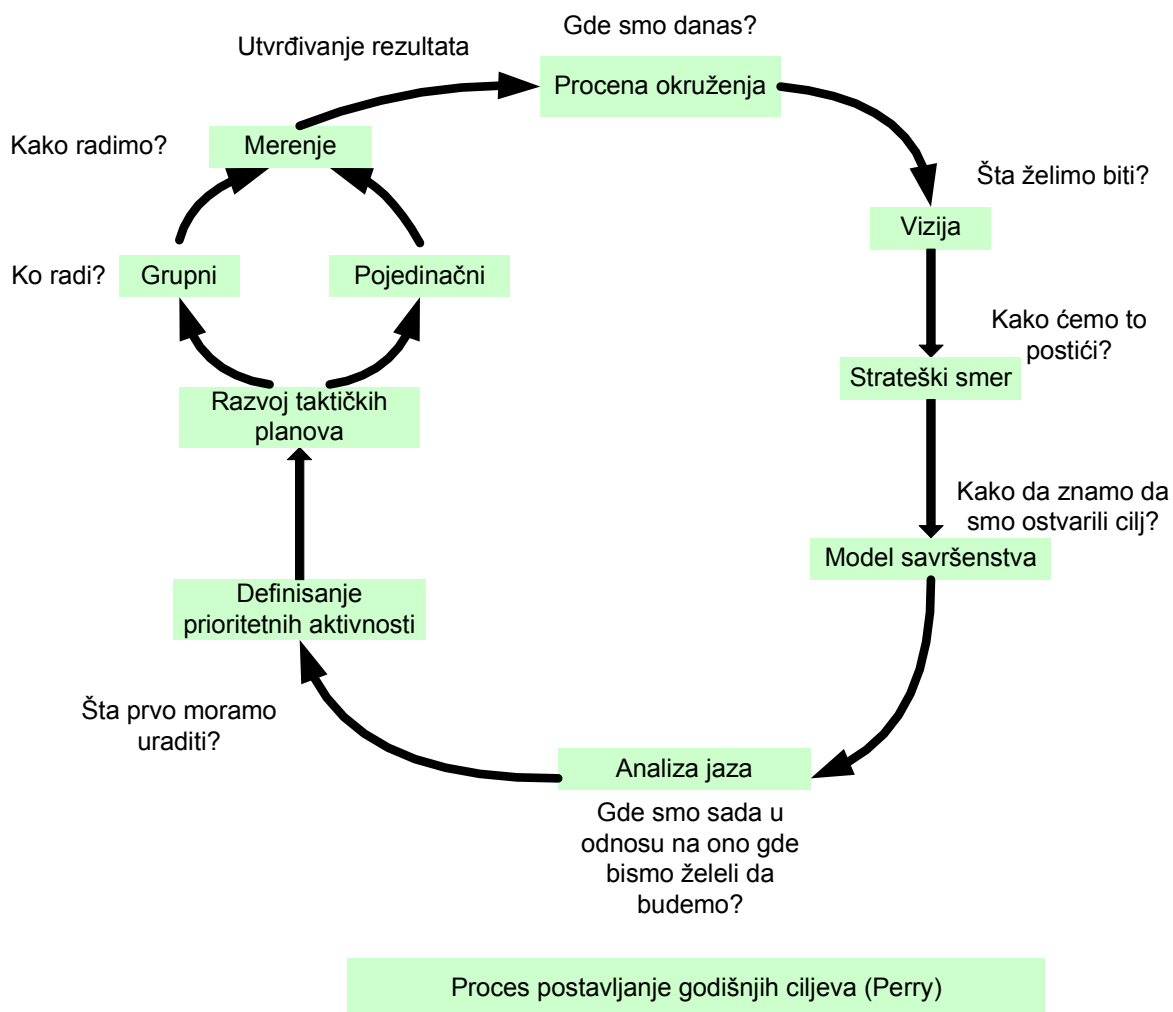 Gde smo danas?
Utvrđivanje rezultata
Procena okruženja
Kako radimo?
Merenje
Šta želimo biti?
Vizija
Ko radi?
Grupni
Pojedinačni
Kako ćemo to
postići?
Strateški smer
Razvoj taktičkih
planova
Kako da znamo da
smo ostvarili cilj?
Model savršenstva
Definisanje
prioritetnih aktivnosti
Šta prvo moramo
uraditi?
Analiza jaza
Gde smo sada u
odnosu na ono gde
bismo želeli da
budemo?
Proces postavljanje godišnjih ciljeva (Perry)